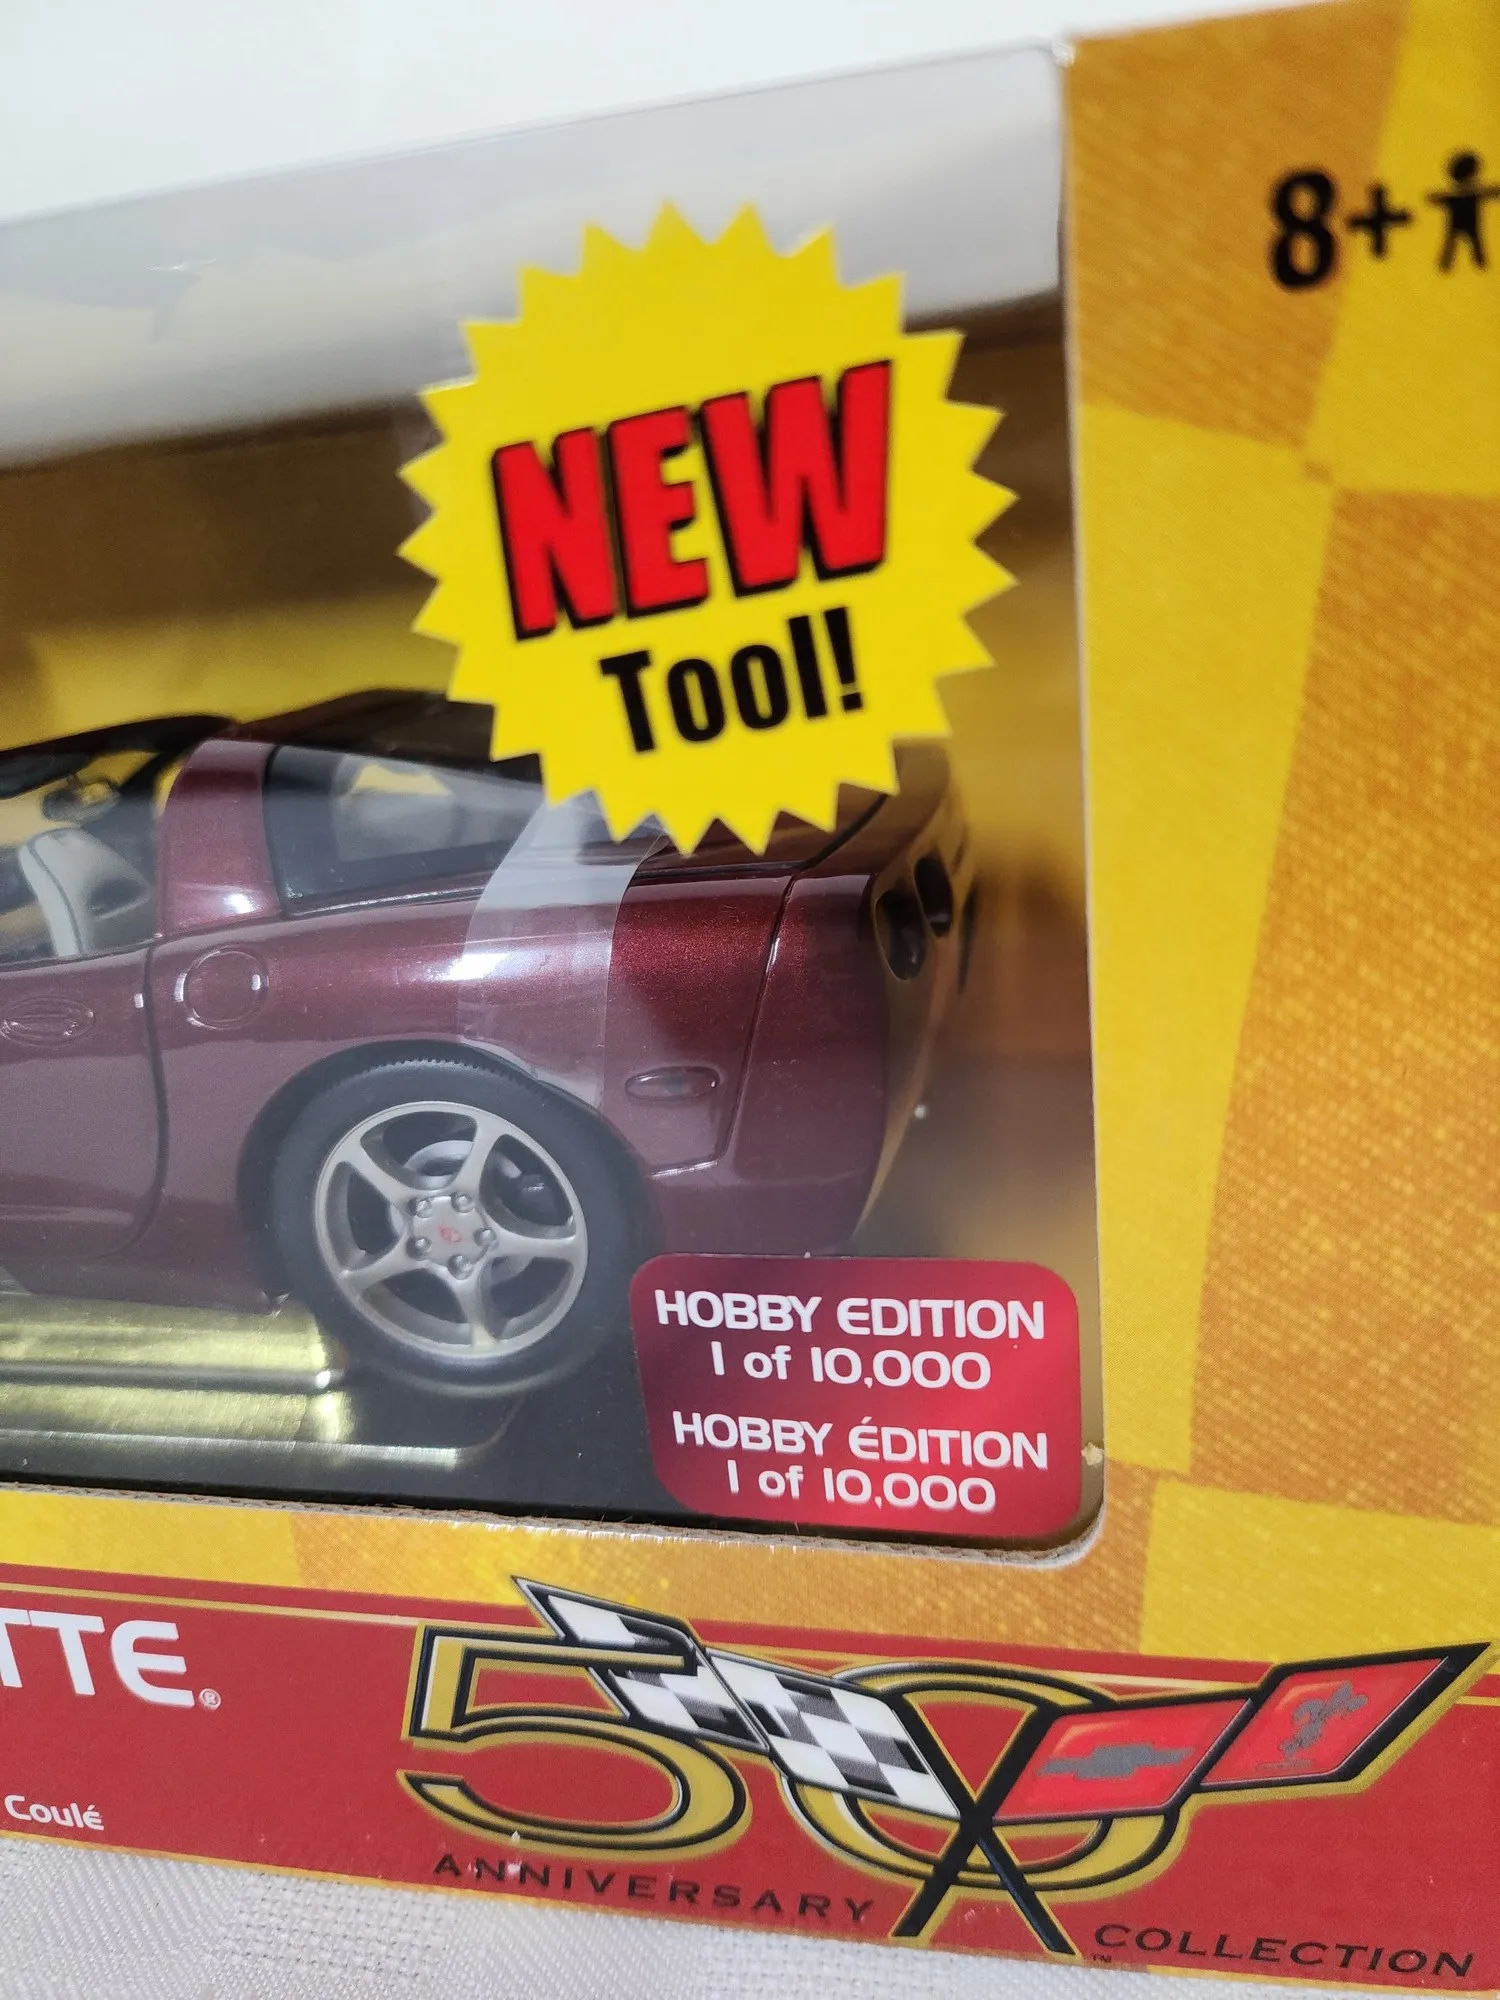 8+
NEW
Tool!
HOBBY EDITION
1 of 10,000
HOBBY ÉDITION
1 of 10,000
TTE®
Coulé
50
ANNIVERSARY
COLLECTION
™